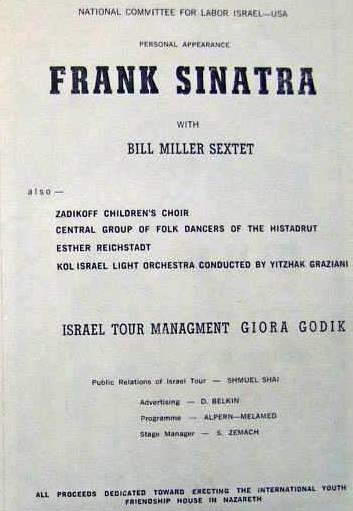 NATIONAL COMMITTEE FOR LABOR ISRAEL—USA
PERSONAL APPEARANCE
FRANK SINATRA
WITH
BILL MILLER SEXTET
also —
ZADIKOFF CHILDREN'S CHOIR
CENTRAL GROUP OF FOLK DANCERS OF THE HISTADRUT
ESTHER REICHSTADT
KOL ISRAEL LIGHT ORCHESTRA CONDUCTED BY YITZHAK GRAZIANI
ISRAEL TOUR MANAGMENT GIORA GODIK
Public Relations of Israel Tour — SHMUEL SHAI
Advertising — D. BELKIN
Programme — ALPERN—MELAMED
Stage Manager — S. ZEMACH
ALL PROCEEDS DEDICATED TOWARD ERECTING THE INTERNATIONAL YOUTH
FRIENDSHIP HOUSE IN NAZARETH